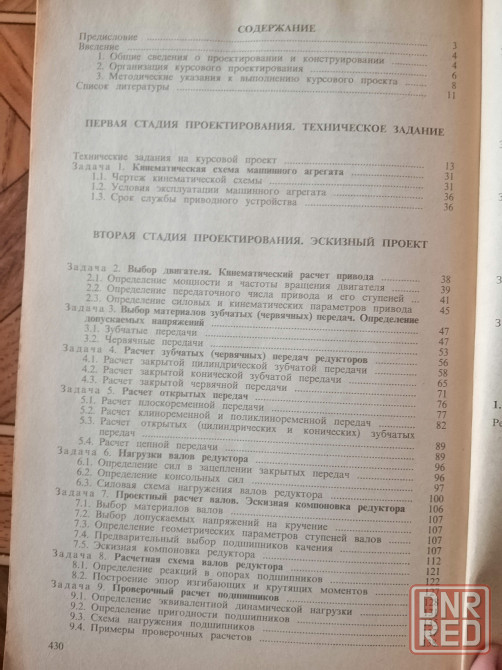 СОДЕРЖАНИЕ
Предисловие 3
Введение 4
1. Общие сведения о проектировании и конструировании 4
2. Организация курсового проектирования 6
3. Методические указания к выполнению курсового проекта 8
Список литературы 11
ПЕРВАЯ СТАДИЯ ПРОЕКТИРОВАНИЯ. ТЕХНИЧЕСКОЕ ЗАДАНИЕ
Технические задания на курсовой проект 13
Задача 1. Кинематическая схема машинного агрегата 31
1.1. Чертеж кинематической схемы 31
1.2. Условия эксплуатации машинного агрегата 36
1.3. Срок службы приводного устройства 36
ВТОРАЯ СТАДИЯ ПРОЕКТИРОВАНИЯ. ЭСКИЗНЫЙ ПРОЕКТ
Задача 2. Выбор двигателя. Кинематический расчет привода 38
2.1. Определение мощности и частоты вращения двигателя 39
2.2. Определение передаточного числа привода и его ступеней 41
2.3. Определение силовых и кинематических параметров привода 45
Задача 3. Выбор материалов зубчатых (червячных) передач. Определение
допускаемых напряжений 47
3.1. Зубчатые передачи 47
3.2. Червячные передачи 53
Задача 4. Расчет зубчатых (червячных) передач редукторов 56
4.1. Расчет закрытой цилиндрической зубчатой передачи 58
4.2. Расчет закрытой конической зубчатой передачи 65
4.3. Расчет закрытой червячной передачи 71
Задача 5. Расчет открытых передач 76
5.1. Расчет плоскоременной передачи 77
5.2. Расчет клиноременной и поликлиноременной передач 82
5.3. Расчет открытых (цилиндрических и конических) зубчатых
передач 89
5.4. Расчет цепной передачи 89
Задача 6. Нагрузки валов редуктора 96
6.1. Определение сил в зацеплении закрытых передач 96
6.2. Определение консольных сил 97
6.3. Силовая схема нагружения валов редуктора 100
Задача 7. Проектный расчет валов. Эскизная компоновка редуктора 106
7.1. Выбор материалов валов 107
7.2. Выбор допускаемых напряжений на кручение 107
7.3. Определение геометрических параметров ступеней валов 107
7.4. Предварительный выбор подшипников качения 107
7.5. Эскизная компоновка редуктора 112
Задача 8. Расчетная схема валов редуктора 121
8.1. Определение реакций в опорах подшипников 122
8.2. Построение эпюр изгибающих и крутящих моментов
Задача 9. Проверочный расчет подшипников
9.1. Определение эквивалентной динамической нагрузки
9.2. Определение пригодности подшипников
9.3. Схема нагружения подшипников
9.4. Примеры проверочных расчетов
430
DNR
RED